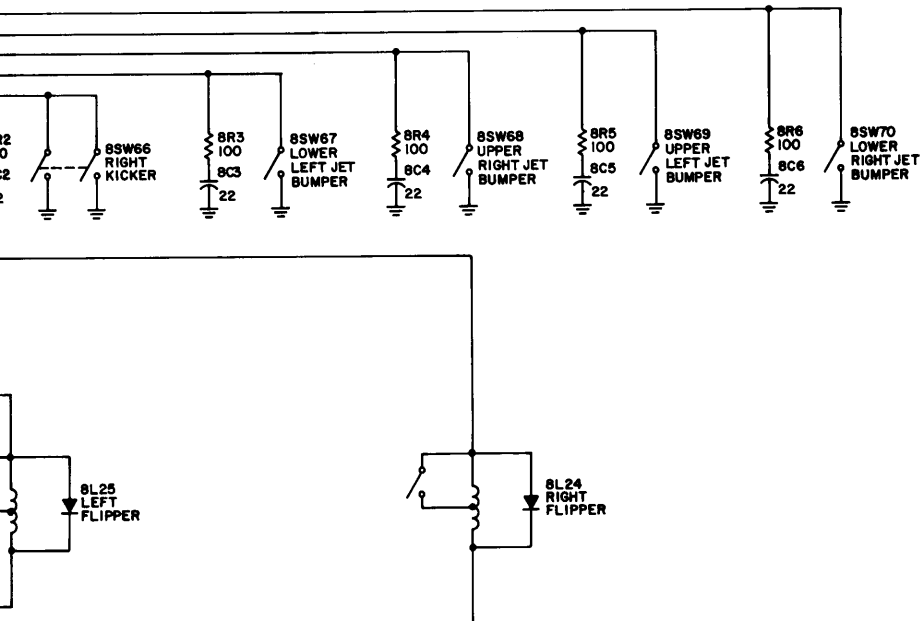 8SW66
RIGHT
KICKER
8R3
100
8C3
22
8SW67
LOWER
LEFT JET
BUMPER
8R4
100
8C4
22
8SW68
UPPER
RIGHT JET
BUMPER
8R5
100
8C5
22
8SW69
UPPER
LEFT JET
BUMPER
8R6
100
8C6
22
8SW70
LOWER
RIGHT JET
BUMPER
8L25
LEFT
FLIPPER
8L24
RIGHT
FLIPPER